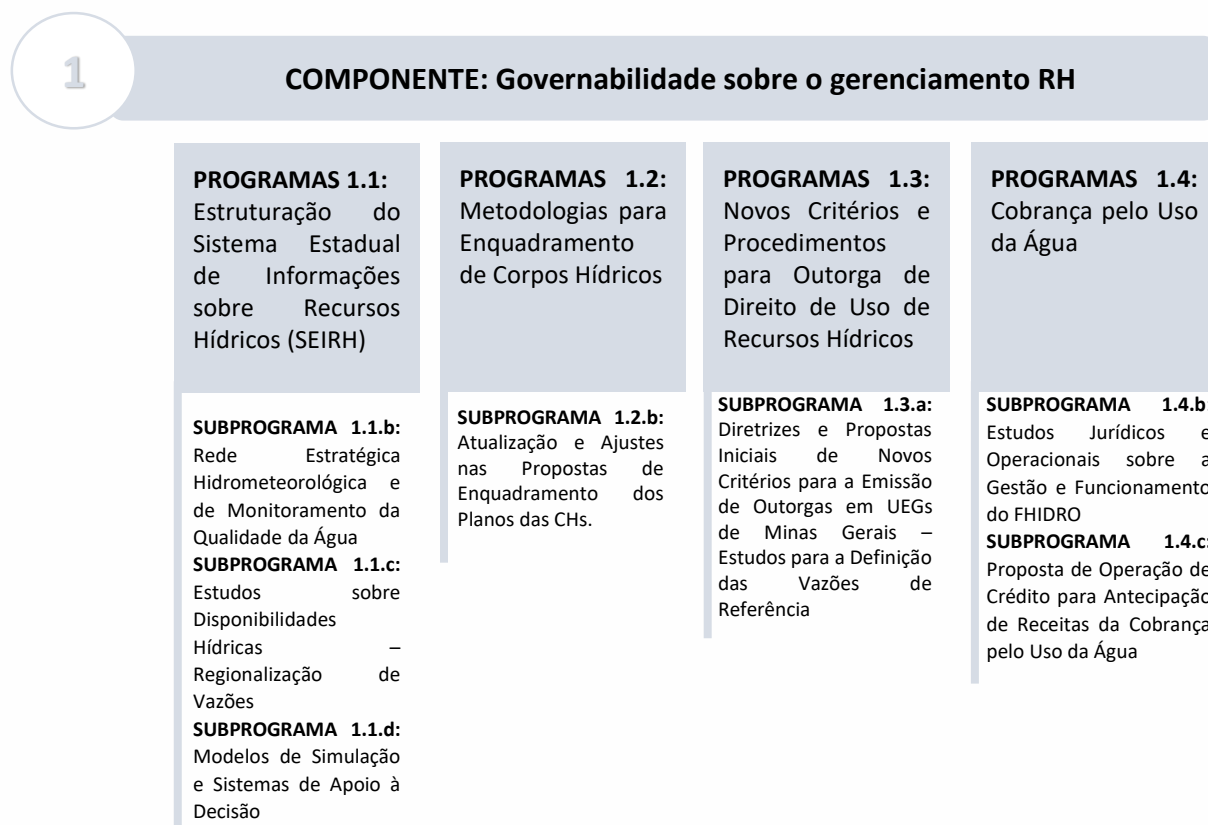 1
COMPONENTE: Governabilidade sobre o gerenciamento RH
PROGRAMAS 1.1:
Estruturação do
Sistema Estadual
de Informações
sobre Recursos
Hídricos (SEIRH)
SUBPROGRAMA 1.1.b:
Rede Estratégica
Hidrometeorológica e
de Monitoramento da
Qualidade da Água
SUBPROGRAMA 1.1.c:
Estudos sobre
Disponibilidades
Hídricas –
Regionalização de
Vazões
SUBPROGRAMA 1.1.d:
Modelos de Simulação
e Sistemas de Apoio à
Decisão
PROGRAMAS 1.2:
Metodologias para
Enquadramento
de Corpos Hídricos
SUBPROGRAMA 1.2.b:
Atualização e Ajustes
nas Propostas de
Enquadramento dos
Planos das CHs.
PROGRAMAS 1.3:
Novos Critérios e
Procedimentos
para Outorga de
Direito de Uso de
Recursos Hídricos
SUBPROGRAMA 1.3.a:
Diretrizes e Propostas
Iniciais de Novos
Critérios para a Emissão
de Outorgas em UEGs
de Minas Gerais –
Estudos para a Definição
das Vazões de
Referência
PROGRAMAS 1.4:
Cobrança pelo Uso
da Água
SUBPROGRAMA 1.4.b:
Estudos Jurídicos e
Operacionais sobre a
Gestão e Funcionamento
do FHIDRO
SUBPROGRAMA 1.4.c:
Proposta de Operação de
Crédito para Antecipação
de Receitas da Cobrança
pelo Uso da Água